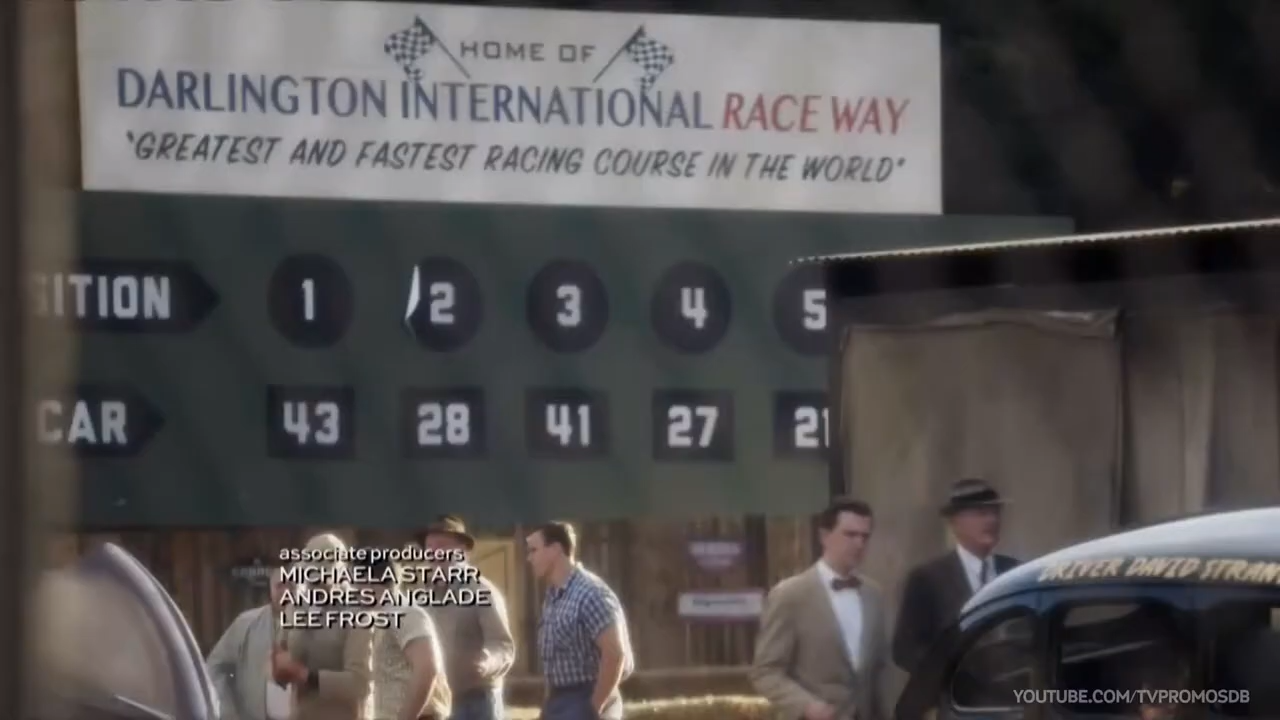 HOME OF
DARLINGTON INTERNATIONAL RACE WAY
"GREATEST AND FASTEST RACING COURSE IN THE WORLD"
SITION 1 2 3 4 5
CAR 43 28 41 27 21
associate producers
MICHAELA STARR
ANDRES ANGLADE
LEE FROST
DRIVER DAVID STRAN
YOUTUBE.COM/TVPROMOSDB